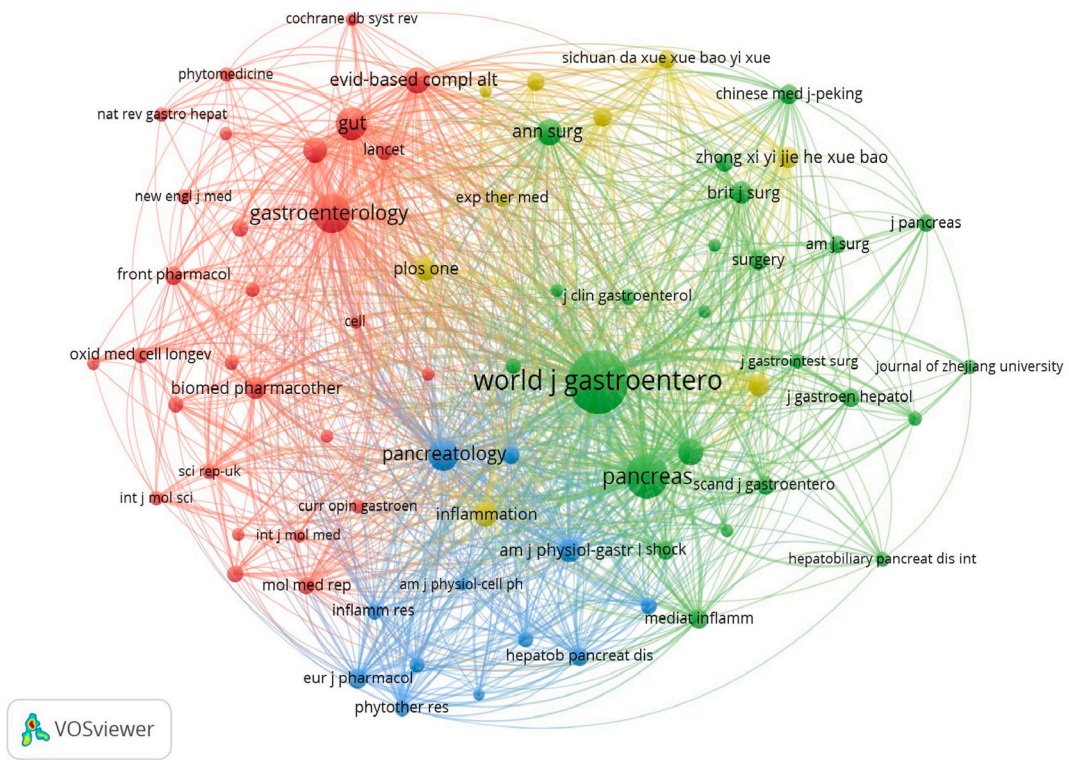 cochrane db syst rev
sichuan da xue xue bao yi xue
phytomedicine
evid-based compl alt
chinese med j-peking
nat rev gastro hepat
gut
ann surg
lancet
zhong xi yi jie he xue bao
new engl j med
exp ther med
brit j surg
gastroenterology
j pancreas
am j surg
surgery
front pharmacol
plos one
j clin gastroenterol
cell
oxid med cell longev
j gastrointest surg
journal of zhejiang university
world j gastroentero
biomed pharmacother
j gastroen hepatol
pancreatology
sci rep-uk
pancreas
scand j gastroentero
int j mol sci
curr opin gastroen
inflammation
int j mol med
am j physiol-gastr l
shock
hepatobiliary pancreat dis int
mol med rep
am j physiol-cell ph
inflamm res
mediat inflamm
hepatob pancreat dis
eur j pharmacol
phytother res
VOSviewer